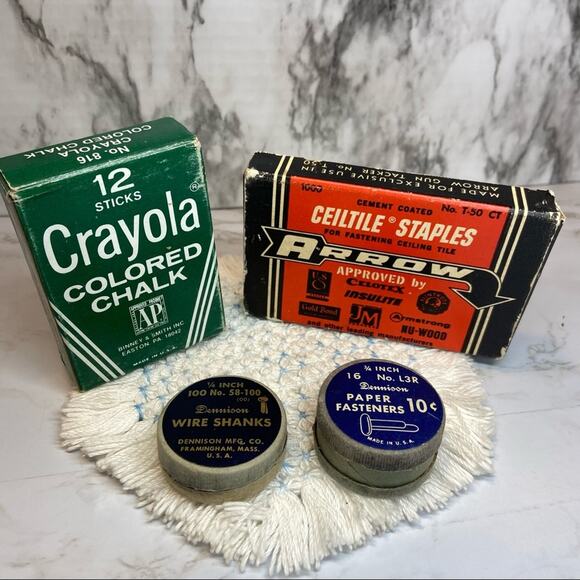 No. 816
CRAYOLA
COLORED CHALK
12
STICKS
Crayola®
COLORED
CHALK
AP
BINNEY & SMITH INC
EASTON, PA 18042
MADE IN U.S.A.
MADE FOR EXCLUSIVE USE IN
ARROW GUN TACKER No. T-50
1000
CEMENT COATED
No. T-50 CT
CEILTILE® STAPLES
FOR FASTENING CEILING TILE
ARROW
APPROVED by
USG
CELOTEX
INSULITE
Gold Bond
JM
Armstrong
NU-WOOD
and other leading manufacturers
¼ INCH
100 No. 58-100
Dennison
WIRE SHANKS
DENNISON MFG. CO.
FRAMINGHAM, MASS.
U. S. A.
¾ INCH
16 No. L3R
Dennison
PAPER
FASTENERS 10¢
MADE IN U.S.A.